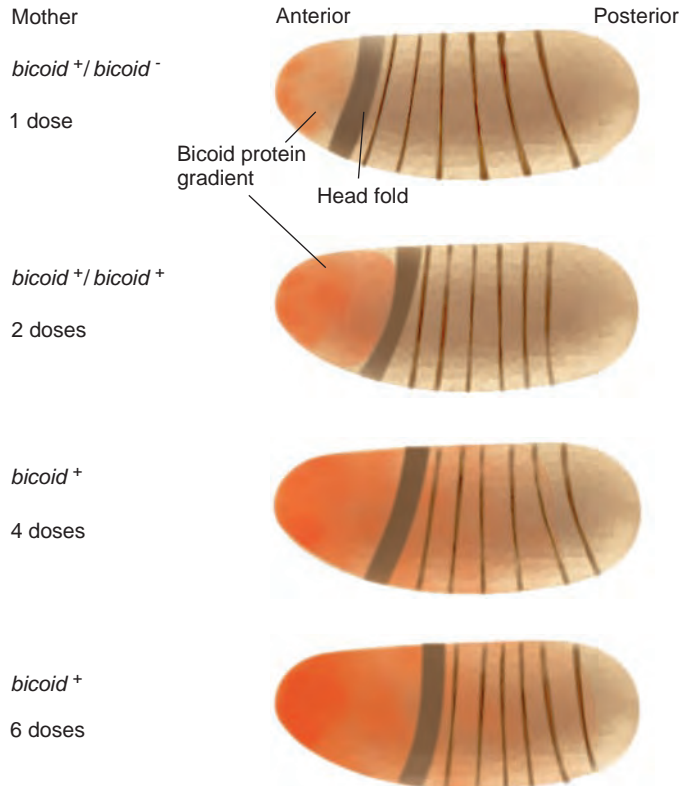 Mother Anterior Posterior
bicoid +/ bicoid -
1 dose
Bicoid protein
gradient
Head fold
bicoid +/ bicoid +
2 doses
bicoid +
4 doses
bicoid +
6 doses